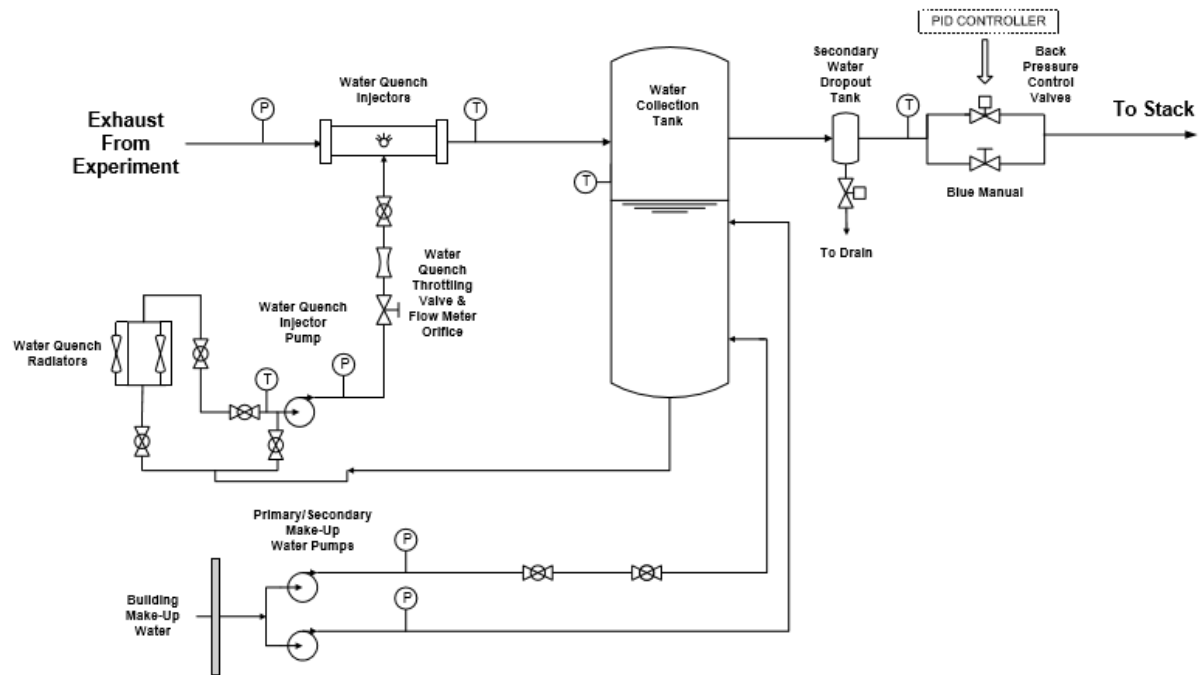 PID CONTROLLER
Secondary
Water
Dropout
Tank
Back
Pressure
Control
Valves
Water Quench
Injectors
Water
Collection
Tank
P
T
T
To Stack
Exhaust
From
Experiment
T
Blue Manual
To Drain
Water
Quench
Throttling
Valve &
Flow Meter
Orifice
Water Quench
Injector
Pump
Water Quench
Radiators
P
T
Primary/Secondary
Make-Up
Water Pumps
P
P
Building
Make-Up
Water